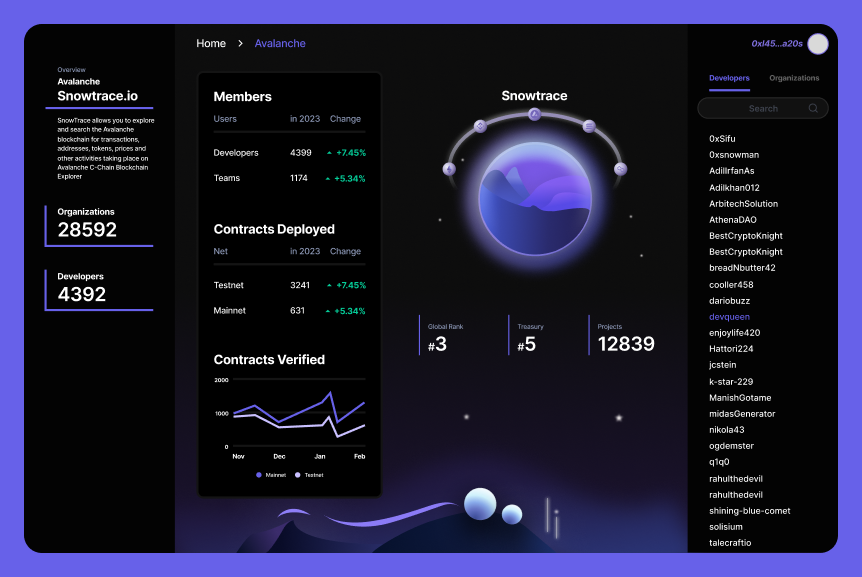 Home > Avalanche
0xl45...a20s
Overview
Avalanche
Snowtrace.io
SnowTrace allows you to explore
and search the Avalanche
blockchain for transactions,
addresses, tokens, prices and
other activities taking place on
Avalanche C-Chain Blockchain
Explorer
Organizations
28592
Developers
4392
Members
Users in 2023 Change
Developers 4399 +7.45%
Teams 1174 +5.34%
Contracts Deployed
Net in 2023 Change
Testnet 3241 +7.45%
Mainnet 631 +5.34%
Contracts Verified
2000
1000
0
Nov Dec Jan Feb
Mainnet Testnet
Snowtrace
Global Rank
#3
Treasury
#5
Projects
12839
Developers Organizations
Search
0xSifu
0xsnowman
AdilIrfanAs
Adilkhan012
ArbitechSolution
AthenaDAO
BestCryptoKnight
BestCryptoKnight
breadNbutter42
cooller458
dariobuzz
devqueen
enjoylife420
Hattori224
jcstein
k-star-229
ManishGotame
midasGenerator
nikola43
ogdemster
q1q0
rahulthedevil
rahulthedevil
shining-blue-comet
solisium
talecraftio